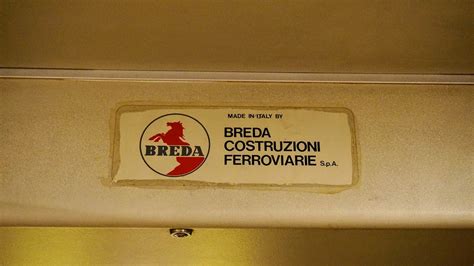 MADE IN ITALY BY
BREDA
BREDA
COSTRUZIONI
FERROVIARIE S.p.A.